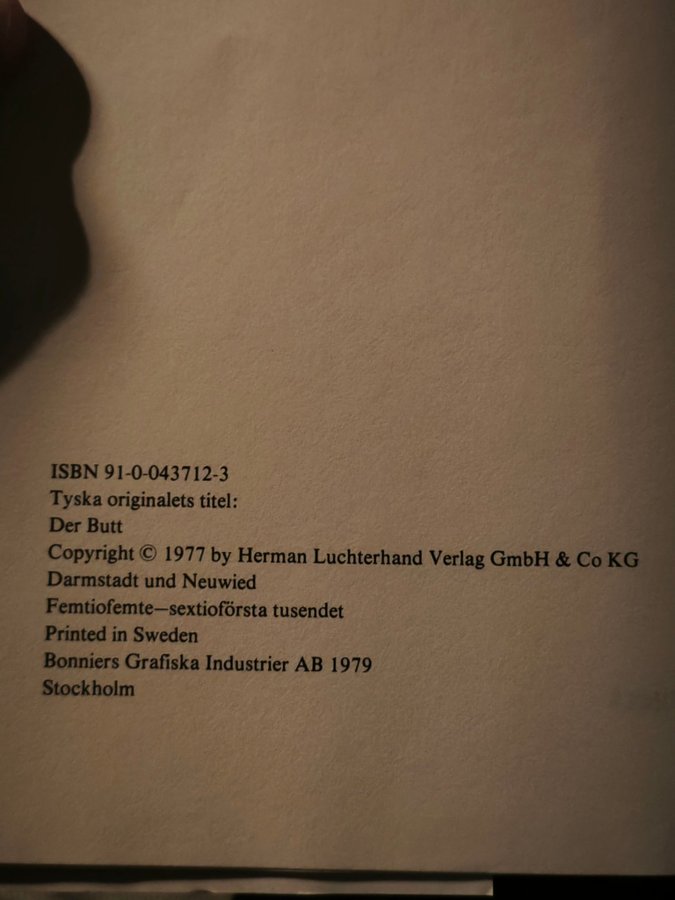 ISBN 91-0-043712-3
Tyska originalets titel:
Der Butt
Copyright © 1977 by Herman Luchterhand Verlag GmbH & Co KG
Darmstadt und Neuwied
Femtiofemte—sextioförsta tusendet
Printed in Sweden
Bonniers Grafiska Industrier AB 1979
Stockholm